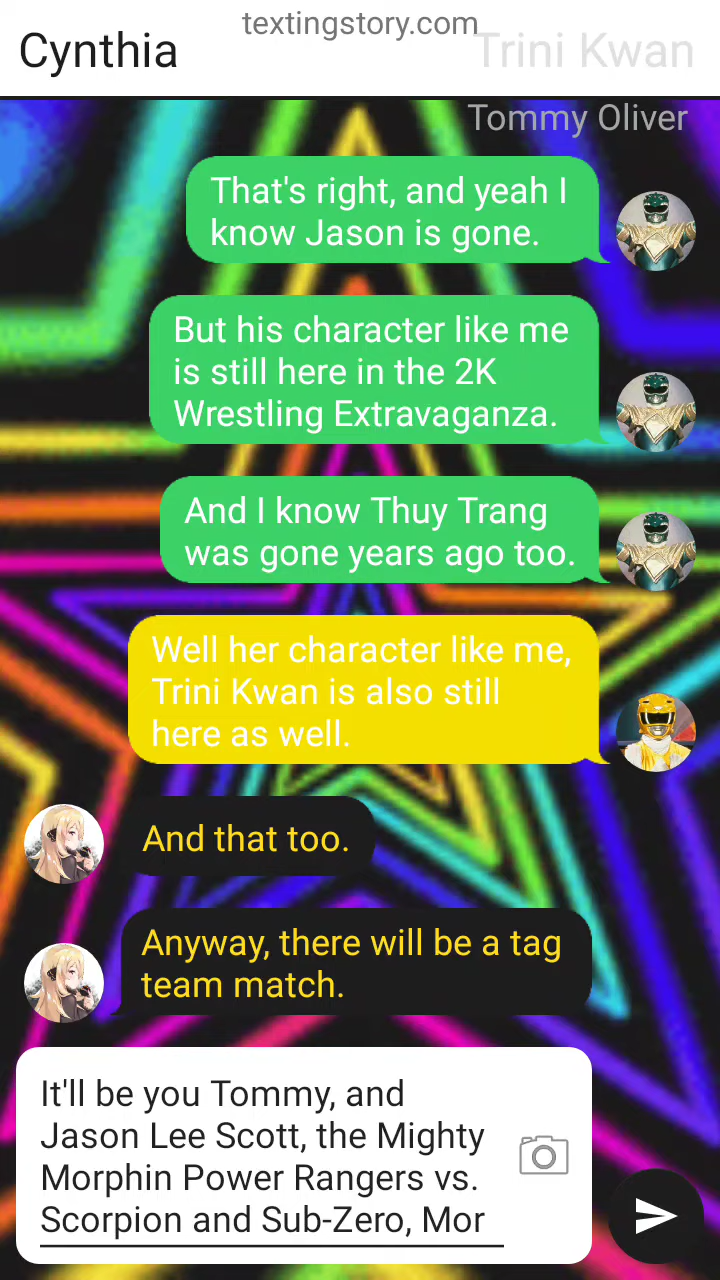 textingstory.com
Cynthia
Trini Kwan
Tommy Oliver
That's right, and yeah I
know Jason is gone.
But his character like me
is still here in the 2K
Wrestling Extravaganza.
And I know Thuy Trang
was gone years ago too.
Well her character like me,
Trini Kwan is also still
here as well.
And that too.
Anyway, there will be a tag
team match.
It'll be you Tommy, and
Jason Lee Scott, the Mighty
Morphin Power Rangers vs.
Scorpion and Sub-Zero, Mor